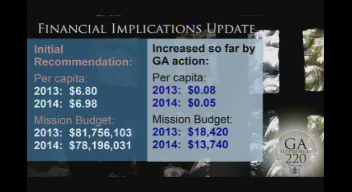 FINANCIAL IMPLICATIONS UPDATE
Initial
Recommendation:
Per capita:
2013: $6.80
2014: $6.98
Mission Budget:
2013: $81,756,103
2014: $78,196,031
Increased so far by
GA action:
Per capita:
2013: $0.08
2014: $0.05
Mission Budget:
2013: $18,420
2014: $13,740
GA
220